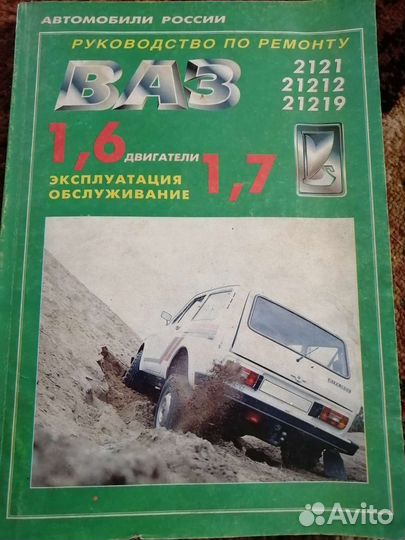 АВТОМОБИЛИ РОССИИ
РУКОВОДСТВО ПО РЕМОНТУ
ВАЗ
2121
21212
21219
1,6 ДВИГАТЕЛИ 1,7
ЭКСПЛУАТАЦИЯ
ОБСЛУЖИВАНИЕ
Avito